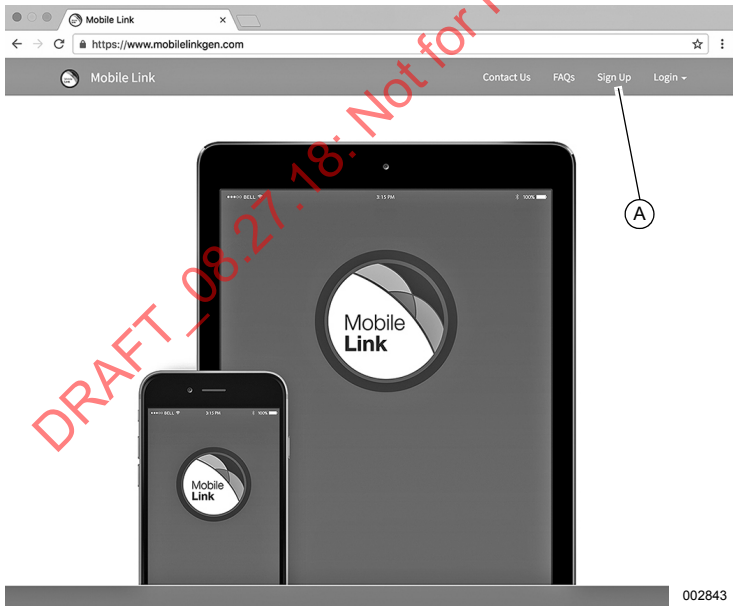 Mobile Link
https://www.mobilelinkgen.com
Mobile Link Contact Us FAQs Sign Up Login
A
BELL 3:15 PM 100%
Mobile
Link
BELL 3:15 PM 100%
Mobile
Link
DRAFT_08.27.18: Not for
002843